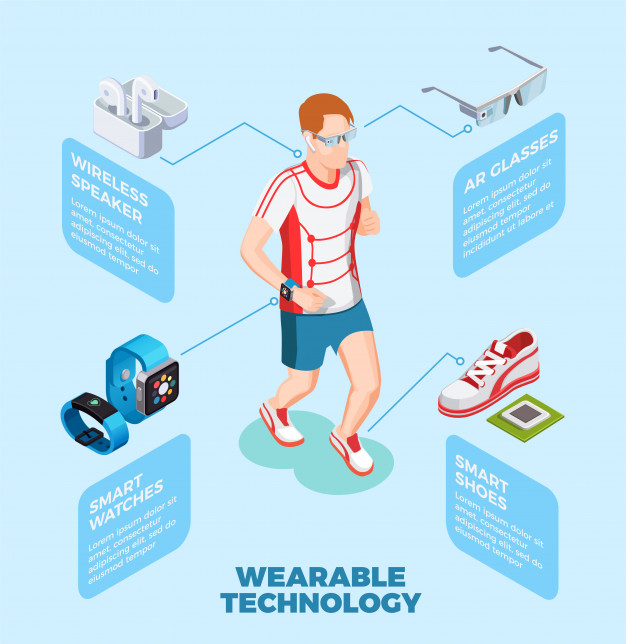 WIRELESS
SPEAKER
Lorem ipsum dolor sit
amet, consectetur
adipiscing elit, sed do
eiusmod tempor
AR GLASSES
Lorem ipsum dolor sit
amet, consectetur
adipiscing elit, sed do
eiusmod tempor
incididunt ut labore et
SMART
WATCHES
Lorem ipsum dolor sit
amet, consectetur
adipiscing elit, sed do
eiusmod tempor
SMART
SHOES
Lorem ipsum dolor sit
amet, consectetur
adipiscing elit, sed do
eiusmod tempor
WEARABLE
TECHNOLOGY